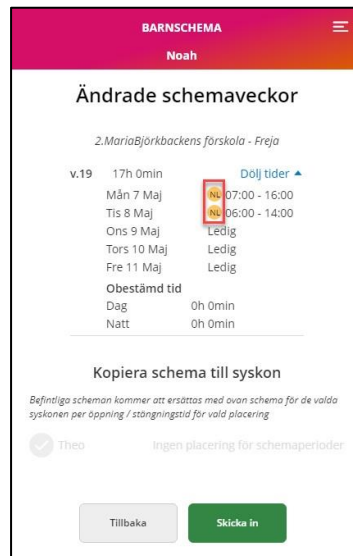 BARNSCHEMA
Noah
Ändrade schemaveckor
2.MariaBjörkbackens förskola - Freja
v.19 17h 0min Dölj tider
Mån 7 Maj NL 07:00 - 16:00
Tis 8 Maj NL 06:00 - 14:00
Ons 9 Maj Ledig
Tors 10 Maj Ledig
Fre 11 Maj Ledig
Obestämd tid
Dag 0h 0min
Natt 0h 0min
Kopiera schema till syskon
Befintliga scheman kommer att ersättas med ovan schema för de valda
syskonen per öppning / stängningstid för vald placering
Theo Ingen placering för schemaperioder
Tillbaka Skicka in